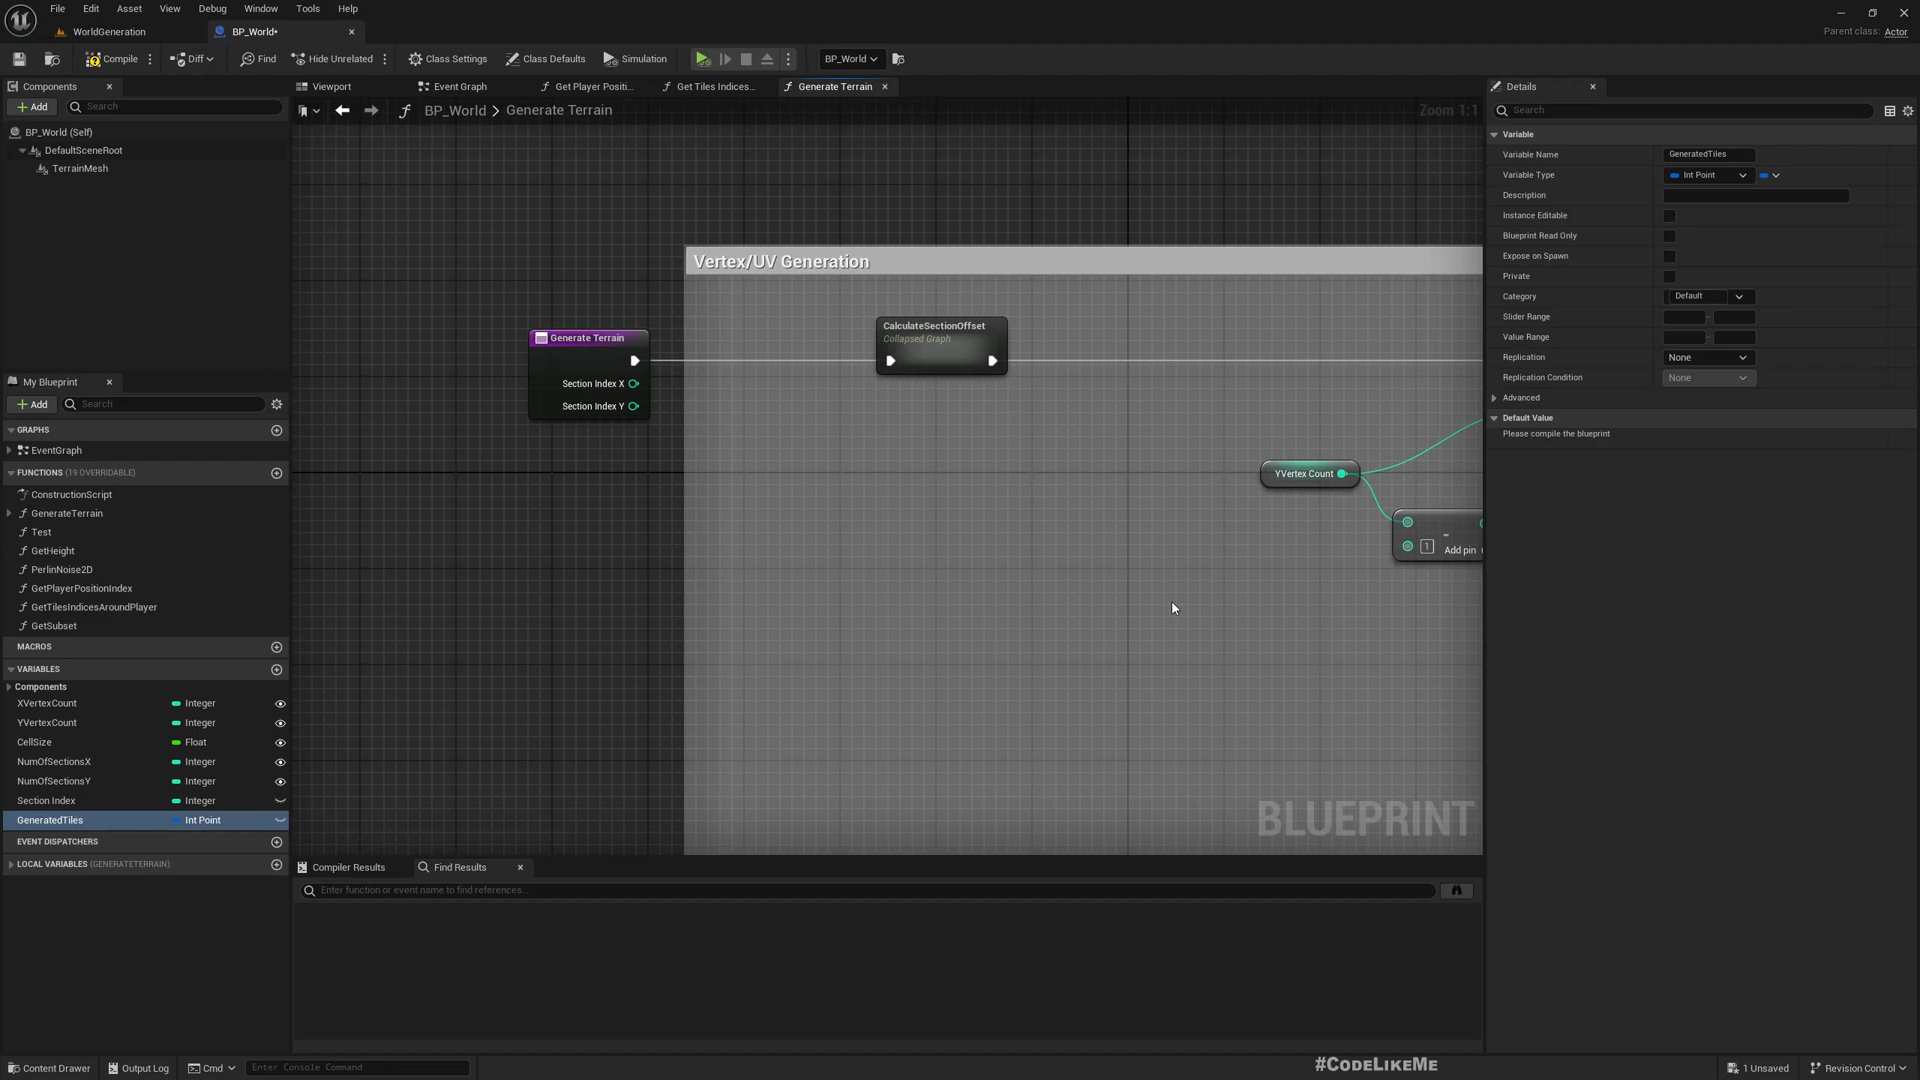 File Edit Asset View Debug Window Tools Help
WorldGeneration
BP_World•
Parent class: Actor
Compile Diff Find Hide Unrelated Class Settings Class Defaults Simulation BP_World
Components
Add Search
BP_World (Self)
DefaultSceneRoot
TerrainMesh
My Blueprint
Add Search
GRAPHS
EventGraph
FUNCTIONS (19 OVERRIDABLE)
ConstructionScript
GenerateTerrain
Test
GetHeight
PerlinNoise2D
GetPlayerPositionIndex
GetTilesIndicesAroundPlayer
GetSubset
MACROS
VARIABLES
Components
XVertexCount Integer
YVertexCount Integer
CellSize Float
NumOfSectionsX Integer
NumOfSectionsY Integer
Section Index Integer
GeneratedTiles Int Point
EVENT DISPATCHERS
LOCAL VARIABLES (GENERATETERRAIN)
Viewport Event Graph Get Player Positi... Get Tiles Indices... Generate Terrain
BP_World > Generate Terrain
Zoom 1:1
Vertex/UV Generation
Generate Terrain
Section Index X
Section Index Y
CalculateSectionOffset
Collapsed Graph
YVertex Count
-
1
Add pin
BLUEPRINT
Compiler Results Find Results
Enter function or event name to find references...
Details
Search
Variable
Variable Name GeneratedTiles
Variable Type Int Point
Description
Instance Editable
Blueprint Read Only
Expose on Spawn
Private
Category Default
Slider Range
Value Range
Replication None
Replication Condition None
Advanced
Default Value
Please compile the blueprint
Content Drawer Output Log Cmd Enter Console Command
#CodeLikeMe
1 Unsaved Revision Control